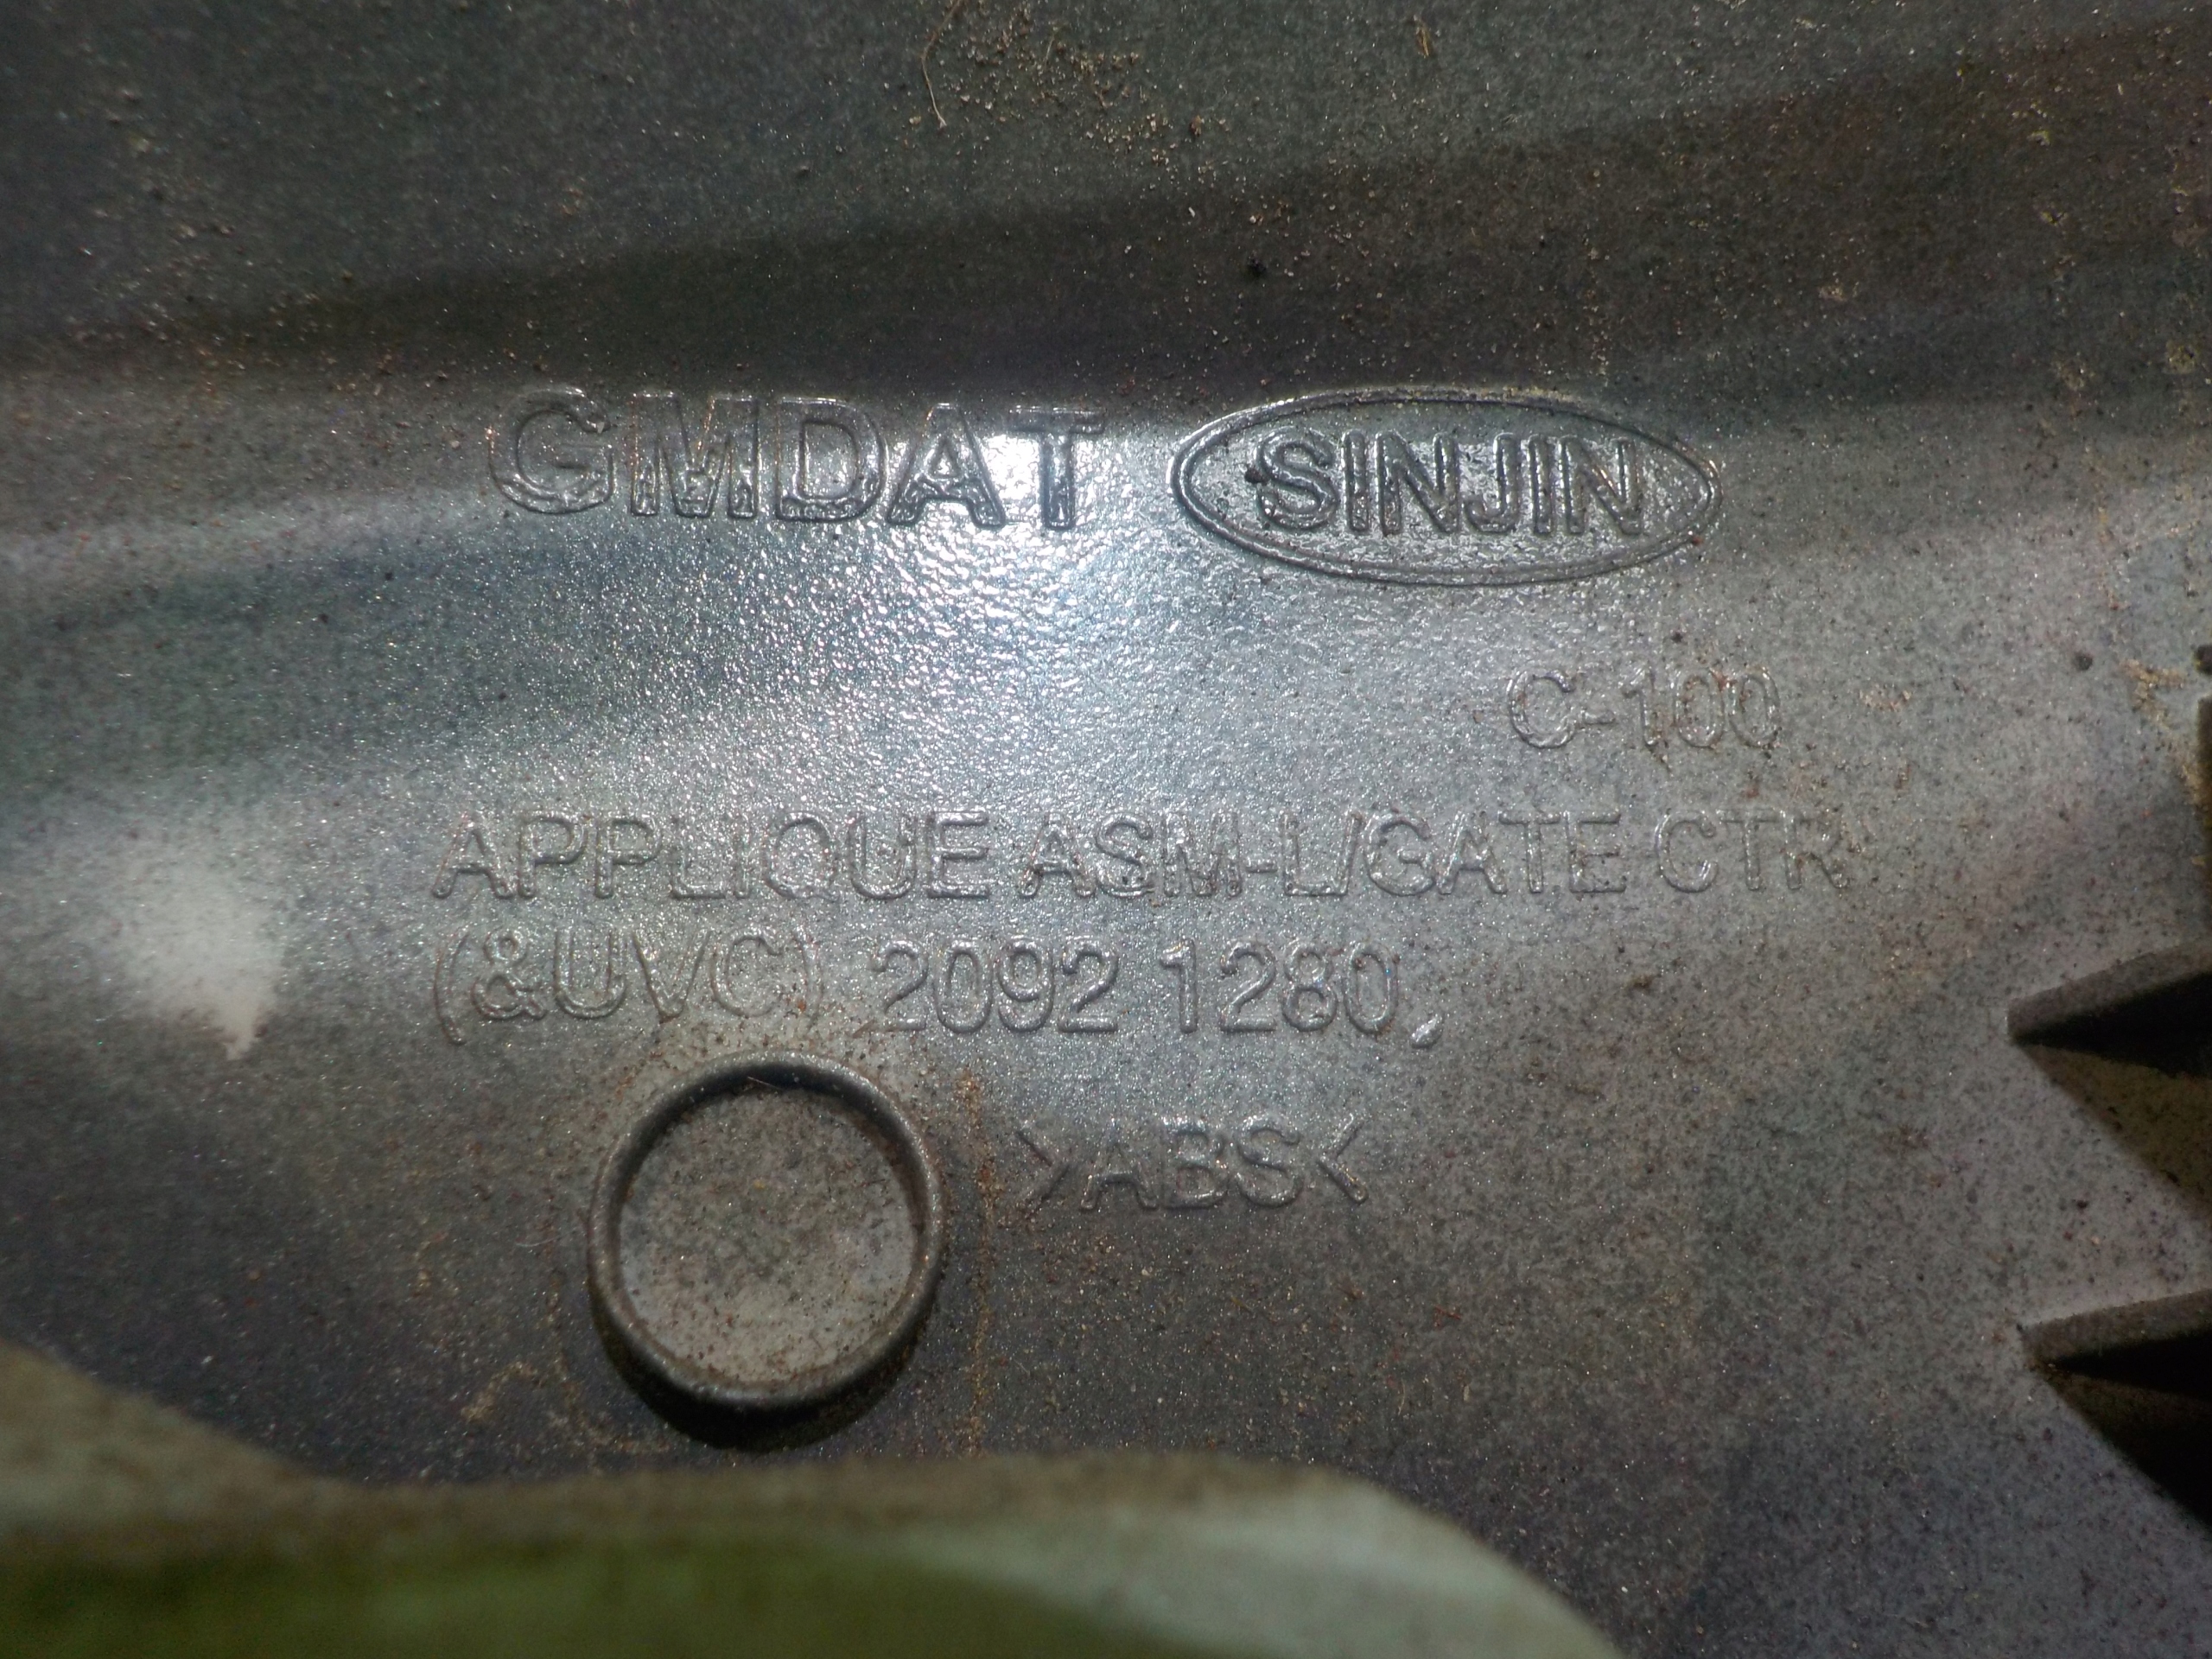 GMDAT SINJIN
C-100
APPLIQUE ASM-L/GATE CTR
(&UVC) 2092 1280
>ABS<